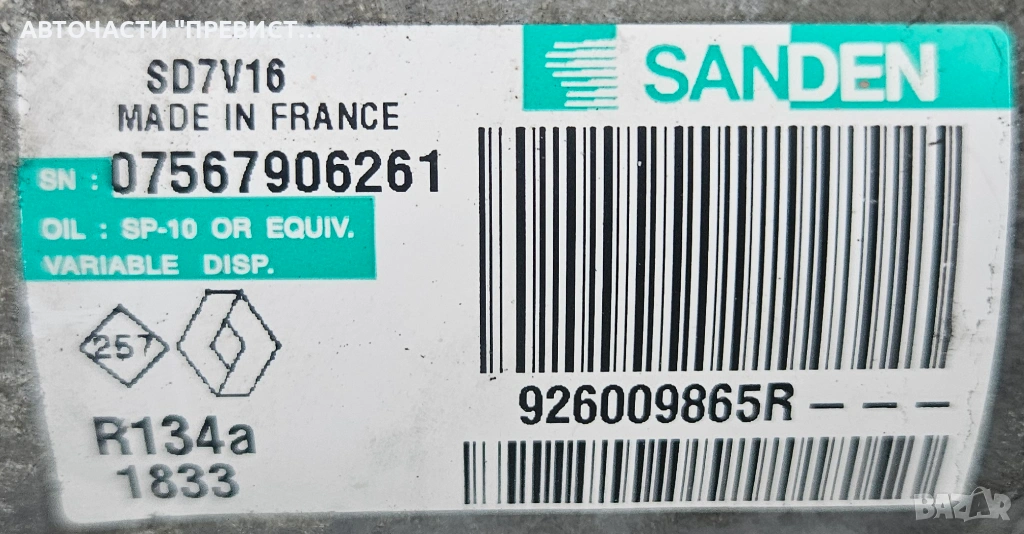 АВТОЧАСТИ "ПРЕВИСТ...
SANDEN
SD7V16
MADE IN FRANCE
SN : 07567906261
OIL : SP-10 OR EQUIV.
VARIABLE DISP.
257
926009865R – – –
R134a
1833
BAZAR